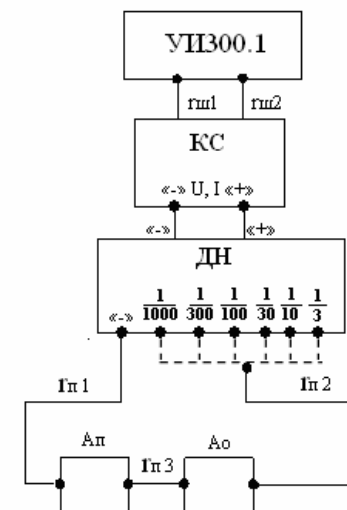 УИ300.1
гш1 гш2
КС
«-» U, I «+»
«-» «+»
ДН
«-» 1/1000 1/300 1/100 1/30 1/10 1/3
гп 1 гп 2
Ап гп 3 Ао